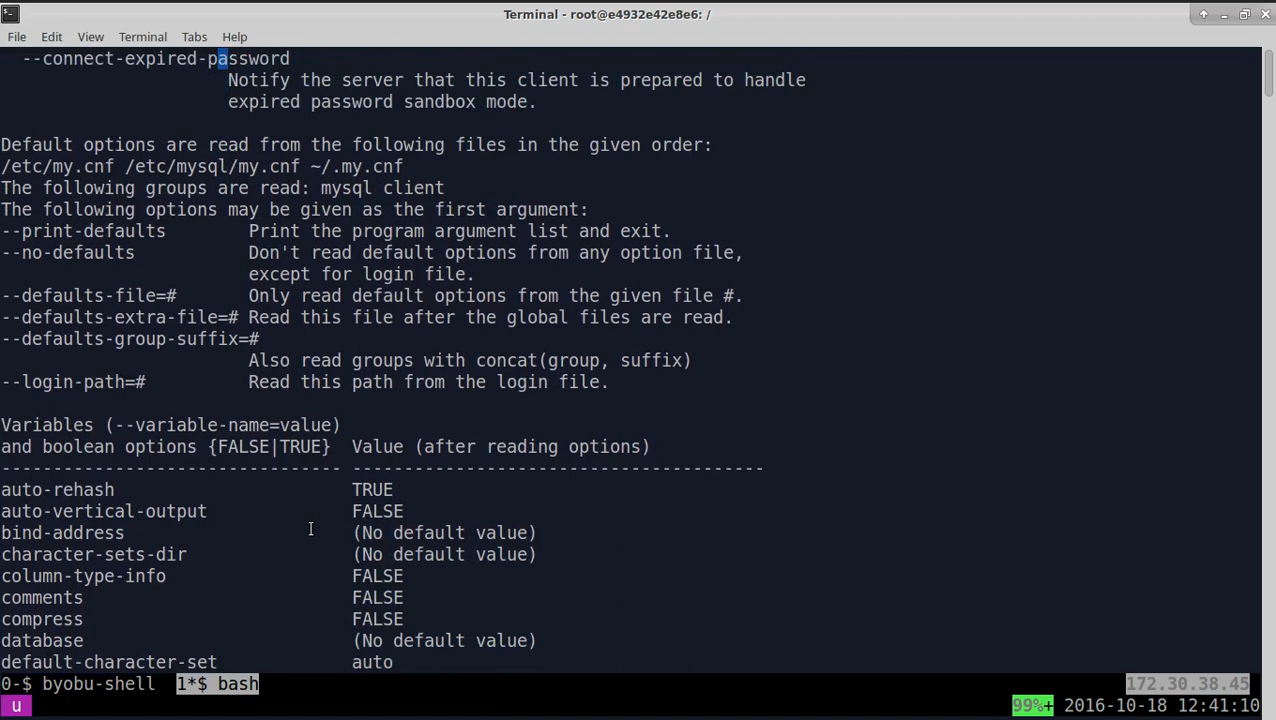 Terminal - root@e4932e42e8e6: /
File Edit View Terminal Tabs Help
--connect-expired-password
Notify the server that this client is prepared to handle
expired password sandbox mode.
Default options are read from the following files in the given order:
/etc/my.cnf /etc/mysql/my.cnf ~/.my.cnf
The following groups are read: mysql client
The following options may be given as the first argument:
--print-defaults Print the program argument list and exit.
--no-defaults Don't read default options from any option file,
except for login file.
--defaults-file=# Only read default options from the given file #.
--defaults-extra-file=# Read this file after the global files are read.
--defaults-group-suffix=#
Also read groups with concat(group, suffix)
--login-path=# Read this path from the login file.
Variables (--variable-name=value)
and boolean options {FALSE|TRUE} Value (after reading options)
--------------------------------- ----------------------------------------
auto-rehash TRUE
auto-vertical-output FALSE
bind-address (No default value)
character-sets-dir (No default value)
column-type-info FALSE
comments FALSE
compress FALSE
database (No default value)
default-character-set auto
0-$ byobu-shell 1*$ bash 172.30.38.45
u 99%+ 2016-10-18 12:41:10